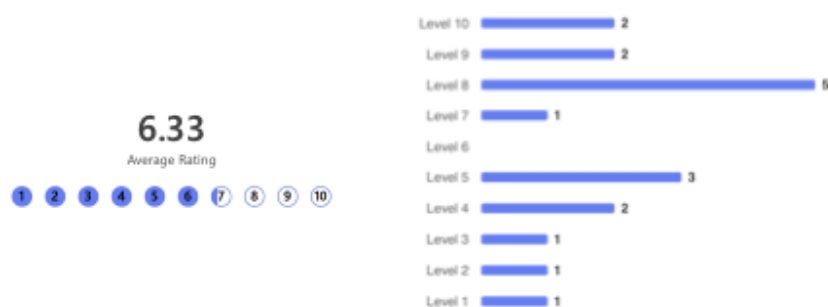 6.33
Average Rating
1 2 3 4 5 6 7 8 9 10
Level 10 2
Level 9 2
Level 8 5
Level 7 1
Level 6
Level 5 3
Level 4 2
Level 3 1
Level 2 1
Level 1 1